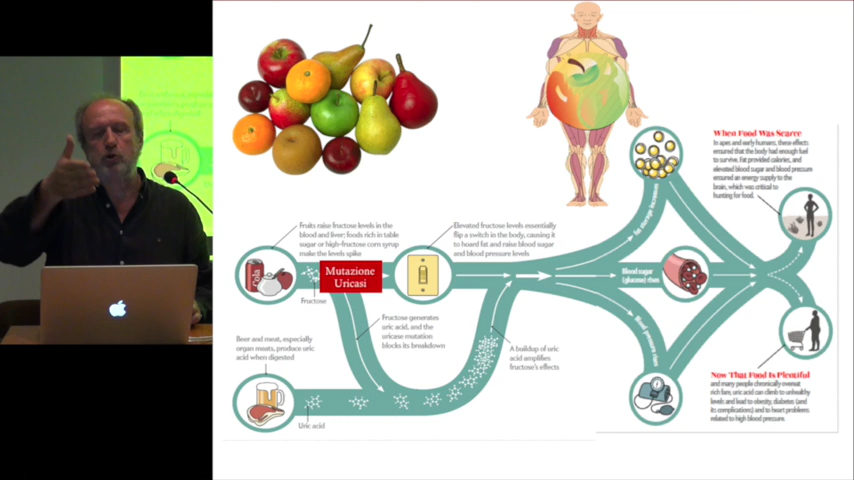 When Food Was Scarce
In apes and early humans, these effects
ensured that the body had enough fuel
to survive. Fat provided calories, and
elevated blood sugar and blood pressure
ensured an energy supply to the
brain, which was critical to
hunting for food.
Fat storage increases
Fruits raise fructose levels in the
blood and liver; foods rich in table
sugar or high-fructose corn syrup
make the levels spike
Elevated fructose levels essentially
flip a switch in the body, causing it
to hoard fat and raise blood sugar
and blood pressure levels
Cola
Mutazione
Uricasi
Fructose
Blood sugar
(glucose) rises
Fructose generates
uric acid, and the
uricase mutation
blocks its breakdown
Beer and meat, especially
organ meats, produce uric
acid when digested
A buildup of uric
acid amplifies
fructose's effects
Blood pressure rises
Uric acid
Now That Food Is Plentiful
and many people chronically overeat
rich fare, uric acid can climb to unhealthy
levels and lead to obesity, diabetes (and
its complications) and to heart problems
related to high blood pressure.